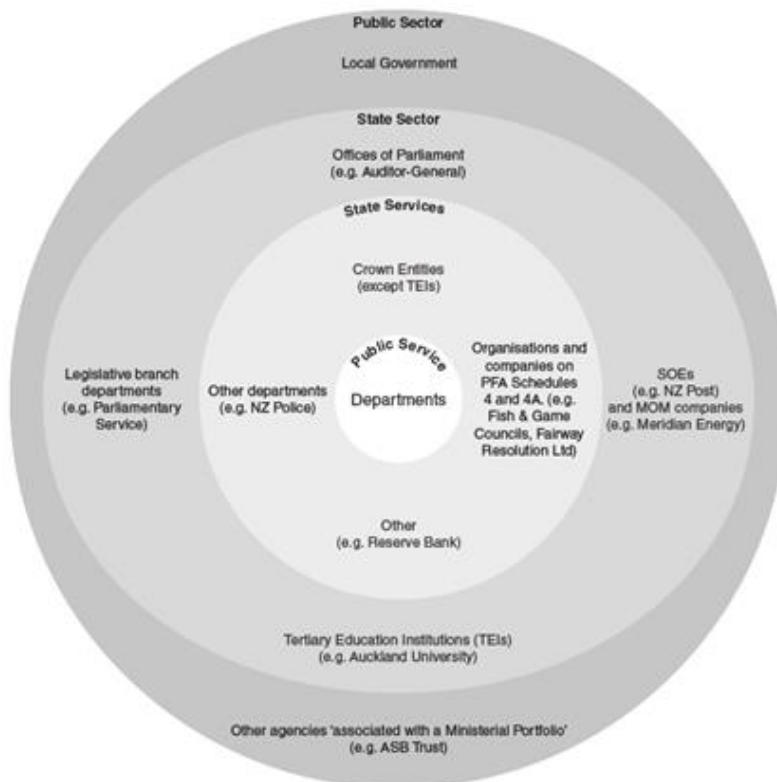 Public Sector
Local Government
State Sector
Offices of Parliament
(e.g. Auditor-General)
State Services
Crown Entities
(except TEIs)
Public Service
Departments
Legislative branch
departments
(e.g. Parliamentary
Service)
Other departments
(e.g. NZ Police)
Organisations and
companies on
PFA Schedules
4 and 4A. (e.g.
Fish & Game
Councils, Fairway
Resolution Ltd)
SOEs
(e.g. NZ Post)
and MOM companies
(e.g. Meridian Energy)
Other
(e.g. Reserve Bank)
Tertiary Education Institutions (TEIs)
(e.g. Auckland University)
Other agencies 'associated with a Ministerial Portfolio'
(e.g. ASB Trust)